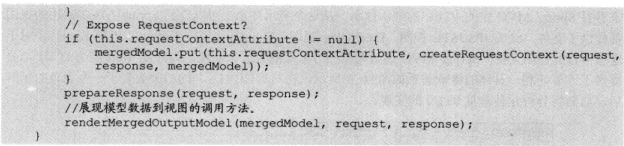 }
// Expose RequestContext?
if (this.requestContextAttribute != null) {
mergedModel.put(this.requestContextAttribute, createRequestContext(request,
response, mergedModel));
}
prepareResponse(request, response);
//展现模型数据到视图的调用方法。
renderMergedOutputModel(mergedModel, request, response);
}